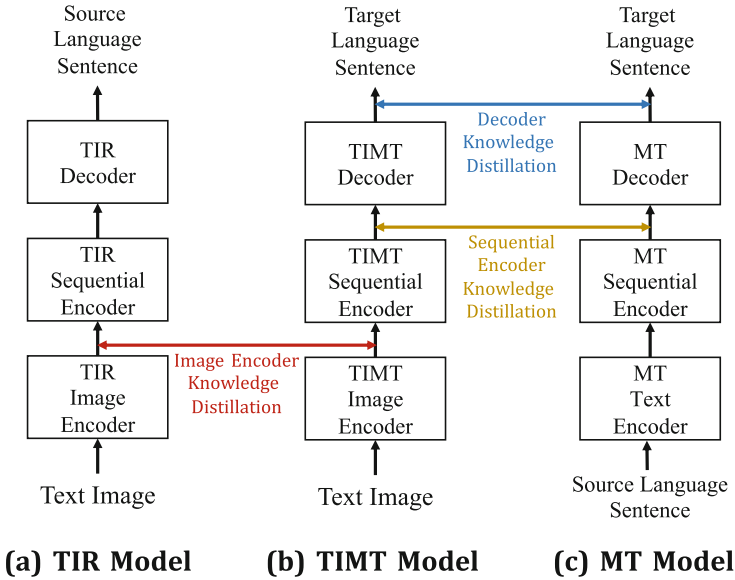 Source
Language
Sentence
TIR
Decoder
TIR
Sequential
Encoder
TIR
Image
Encoder
Text Image
(a) TIR Model
Image Encoder
Knowledge
Distillation
Target
Language
Sentence
TIMT
Decoder
TIMT
Sequential
Encoder
TIMT
Image
Encoder
Text Image
(b) TIMT Model
Decoder
Knowledge
Distillation
Sequential
Encoder
Knowledge
Distillation
Target
Language
Sentence
MT
Decoder
MT
Sequential
Encoder
MT
Text
Encoder
Source Language
Sentence
(c) MT Model